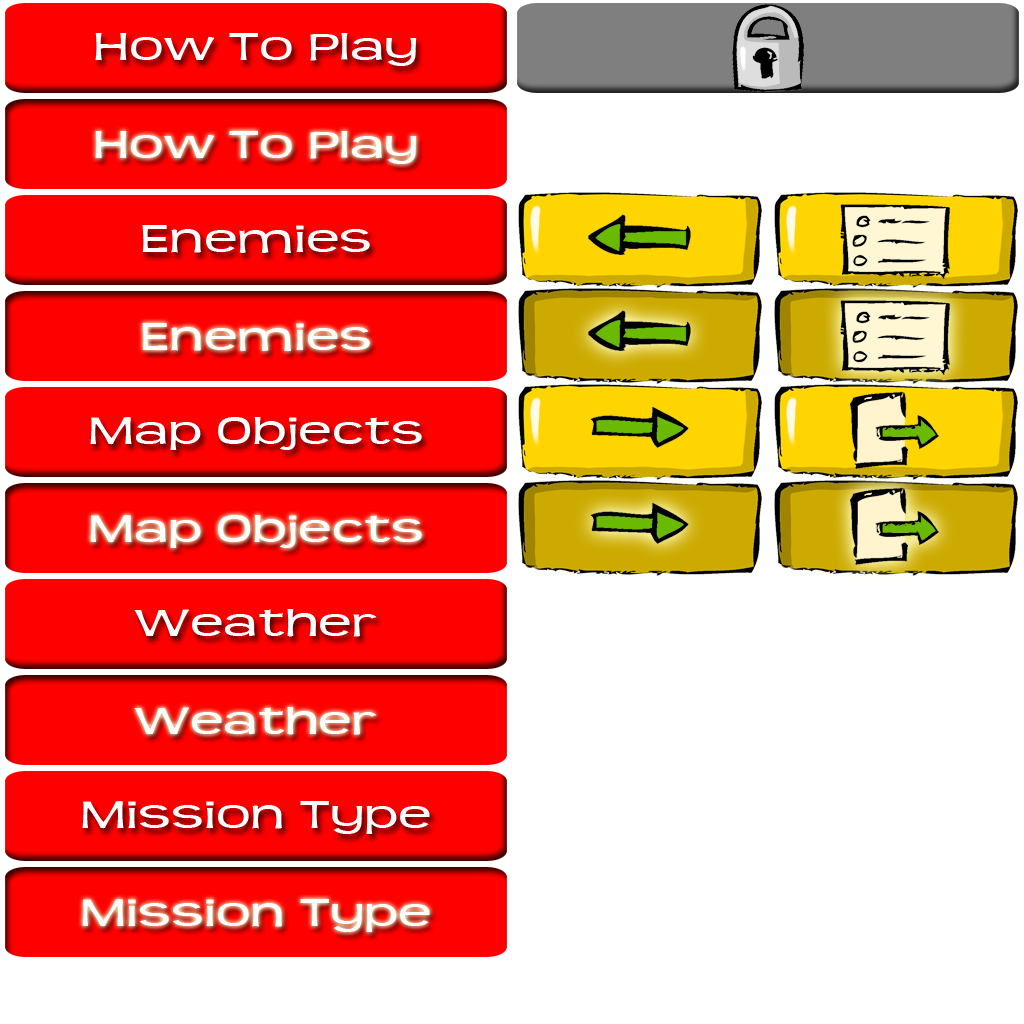 How To Play
How To Play
Enemies
Enemies
Map Objects
Map Objects
Weather
Weather
Mission Type
Mission Type